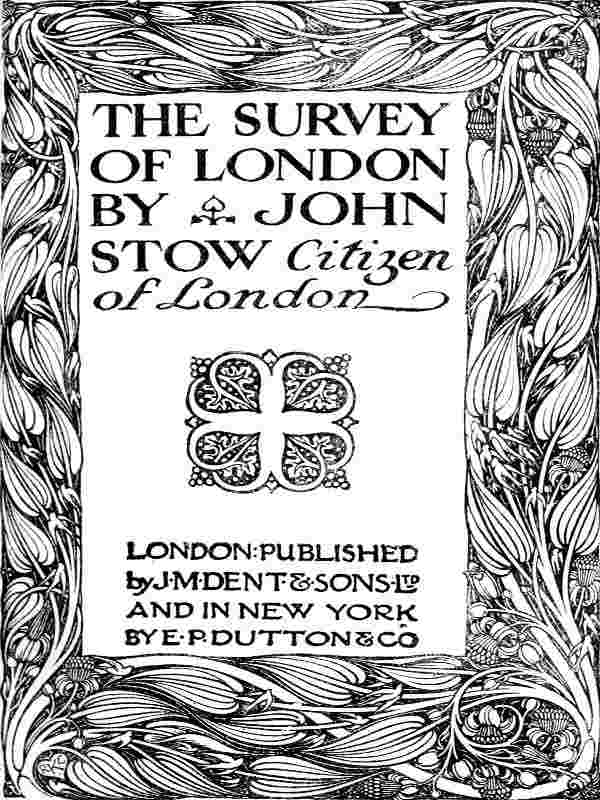 THE SURVEY
OF LONDON
BY JOHN
STOW Citizen
of London
LONDON: PUBLISHED
by J·M·DENT·&·SONS·LTD
AND IN NEW YORK
BY E·P·DUTTON & CO